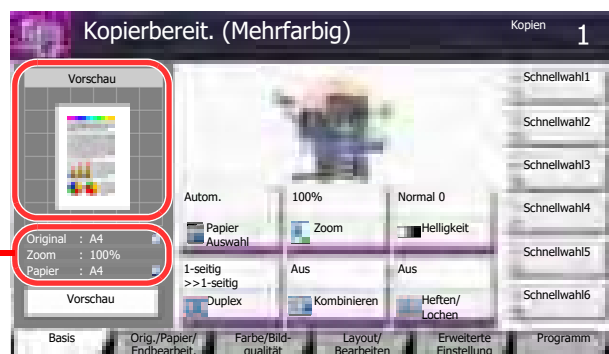 Kopierbereit. (Mehrfarbig)
Kopien
1
Vorschau
Original : A4
Zoom : 100%
Papier : A4
Vorschau
Autom.
Papier
Auswahl
100%
Zoom
Normal 0
Helligkeit
1-seitig
>>1-seitig
Duplex
Aus
Kombinieren
Aus
Heften/
Lochen
Schnellwahl1
Schnellwahl2
Schnellwahl3
Schnellwahl4
Schnellwahl5
Schnellwahl6
Basis
Orig./Papier/
Endbearbeit.
Farbe/Bild-
qualität
Layout/
Bearbeiten
Erweiterte
Einstellung
Programm